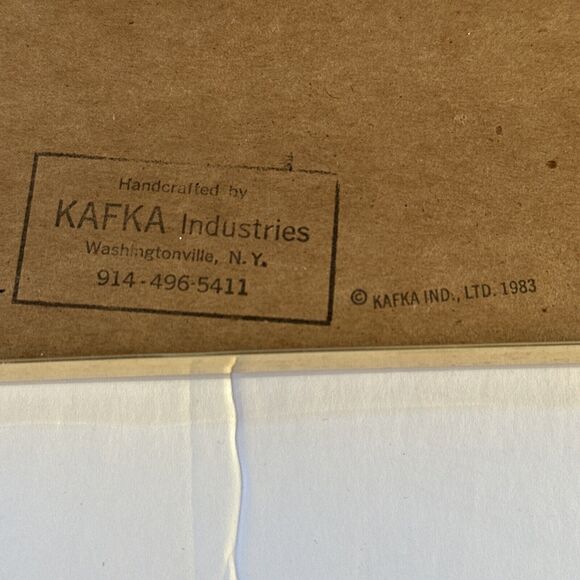 Handcrafted by
KAFKA Industries
Washingtonville, N.Y.
914-496-5411
© KAFKA IND., LTD. 1983